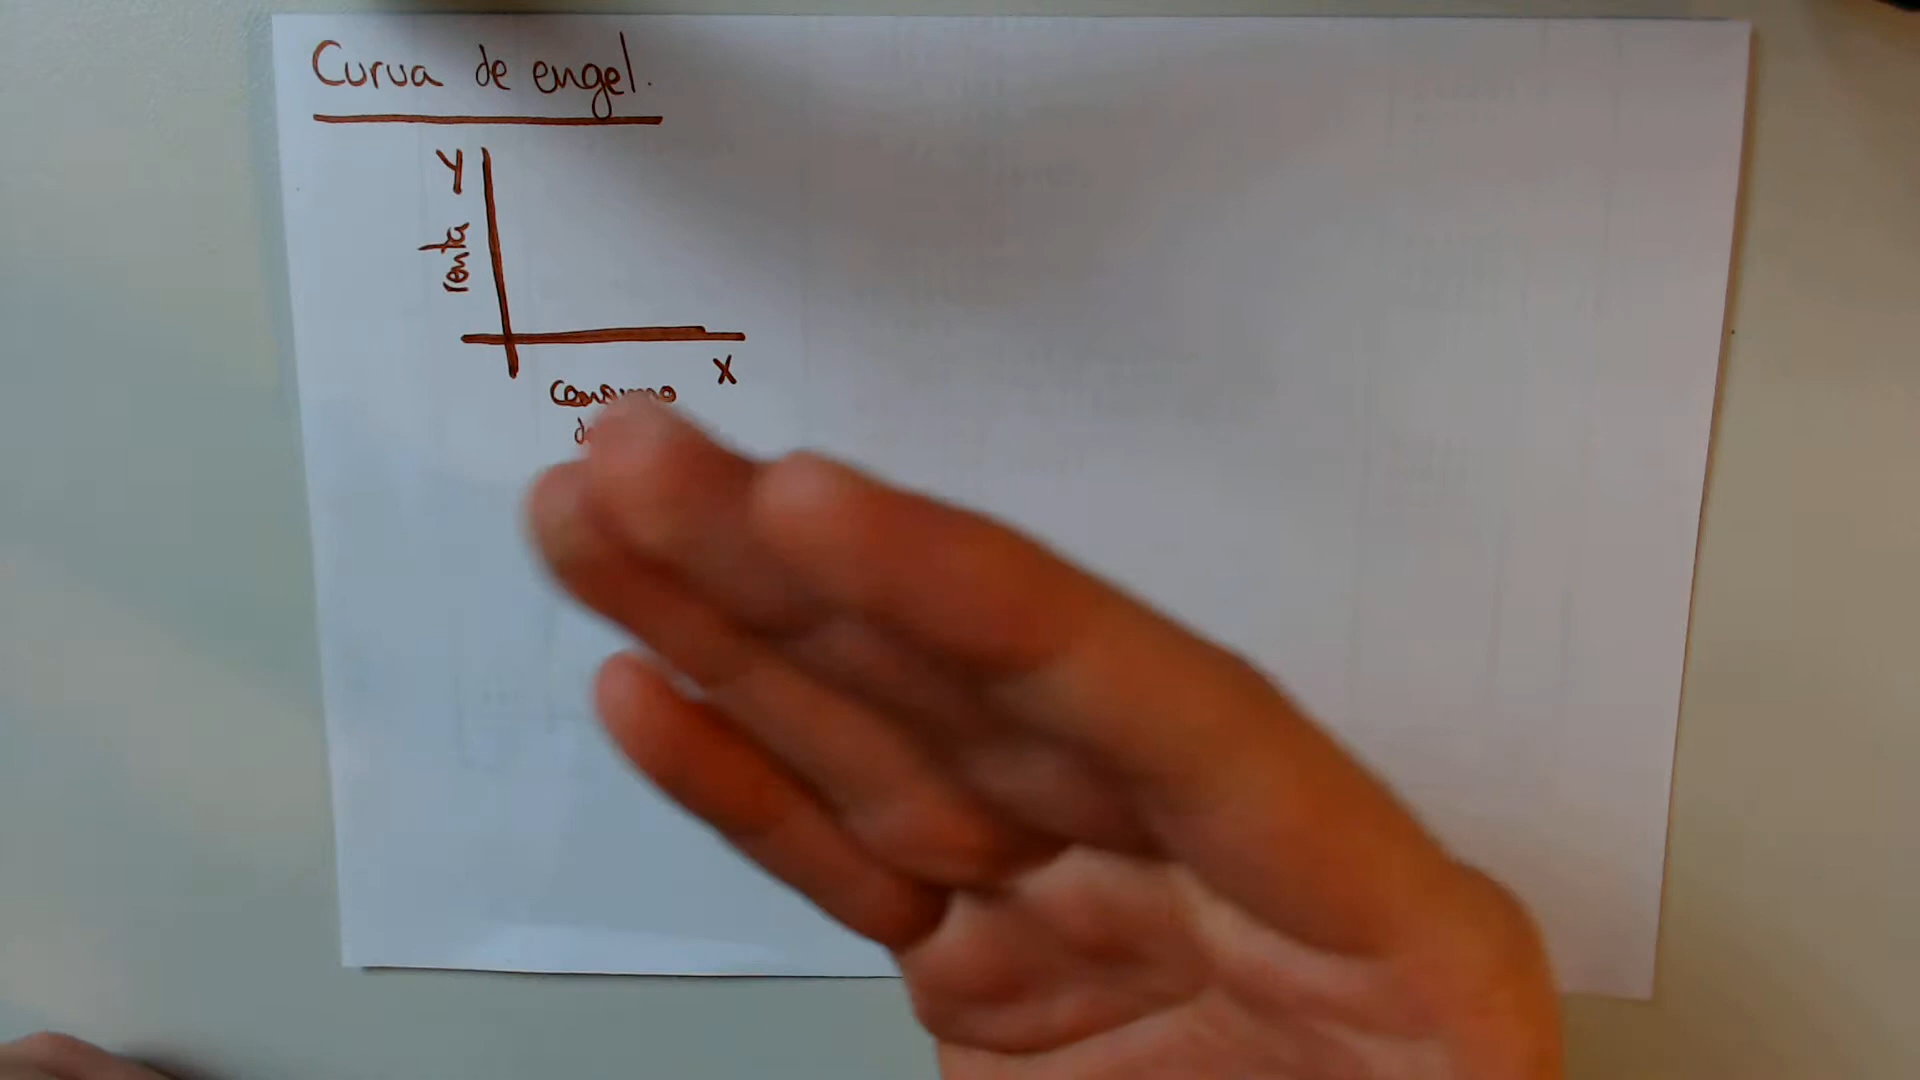 Curva de engel.
Y
renta
X
Consumo